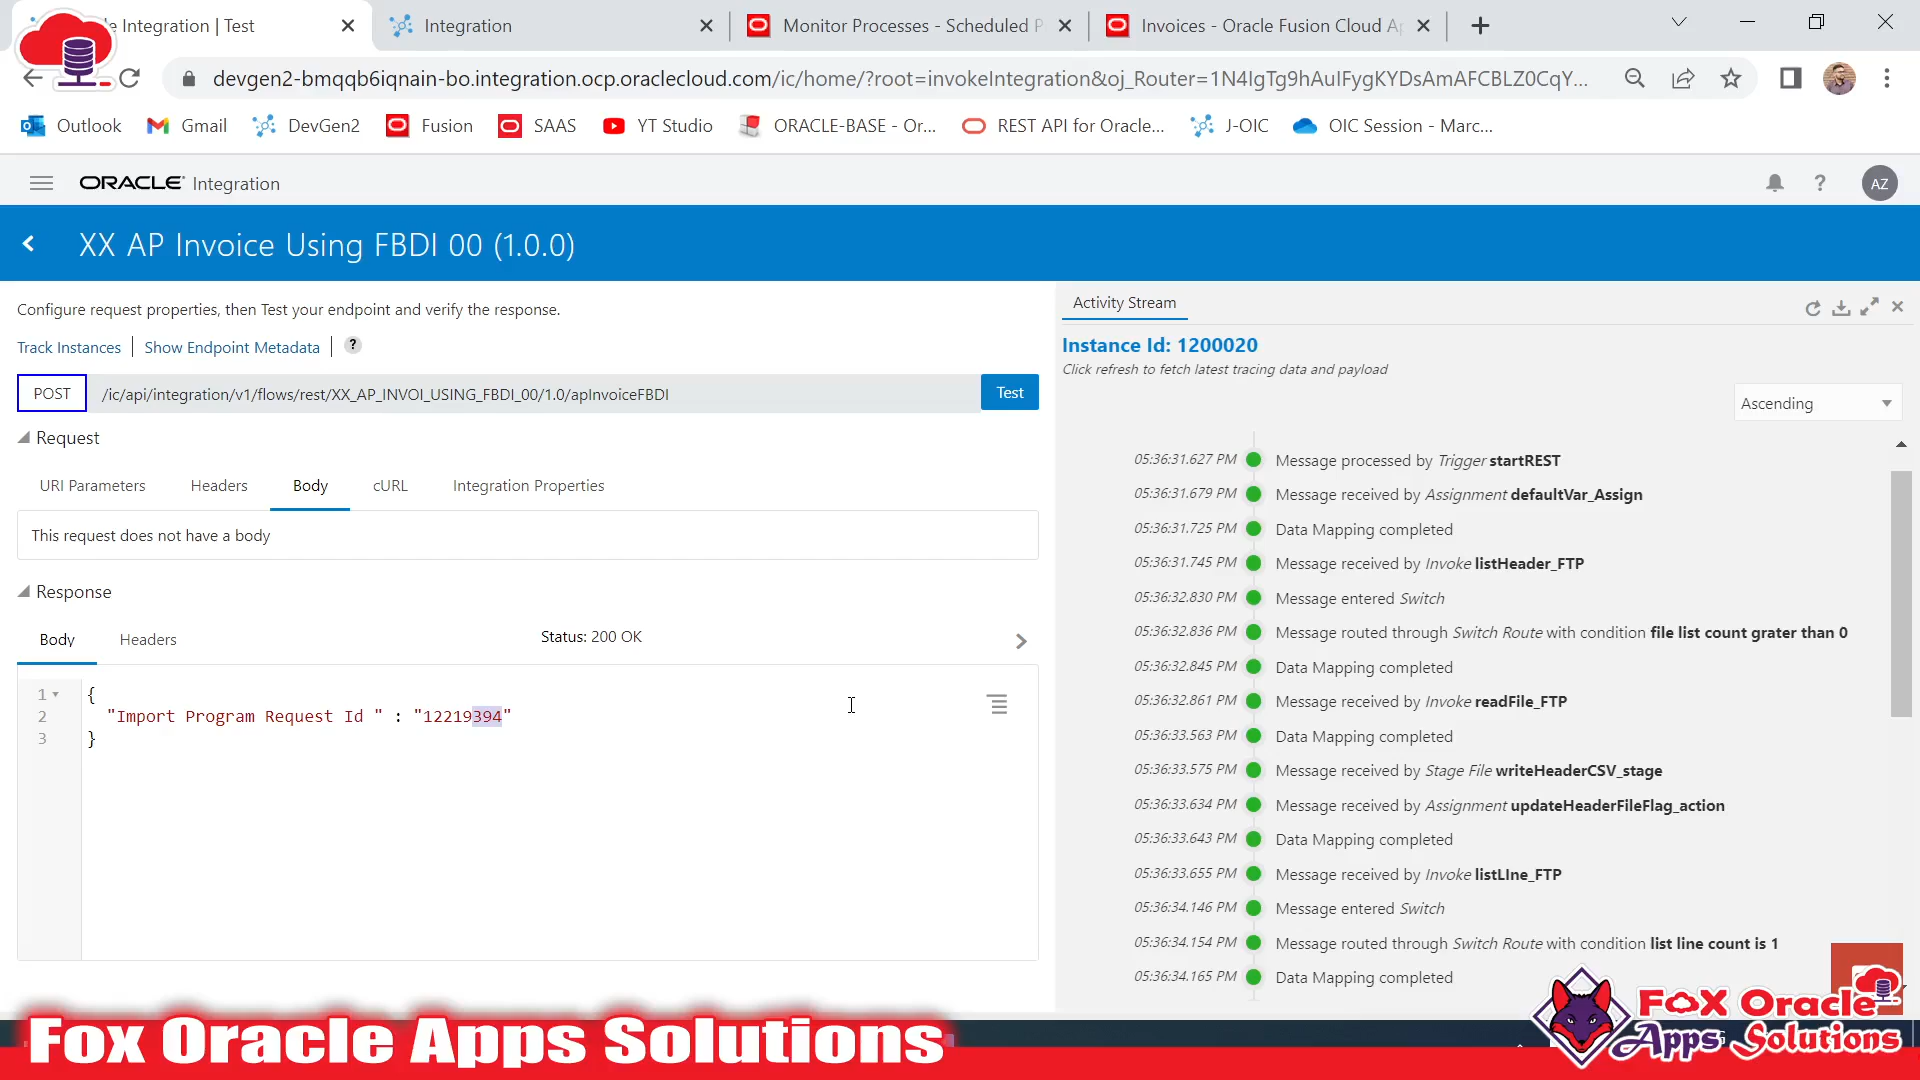 e Integration | Test
Integration
Monitor Processes - Scheduled P
Invoices - Oracle Fusion Cloud Ap
devgen2-bmqqb6iqnain-bo.integration.ocp.oraclecloud.com/ic/home/?root=invokeIntegration&oj_Router=1N4IgTg9hAuIFygKYDsAmAFCBLZ0CqY...
Outlook
Gmail
DevGen2
Fusion
SAAS
YT Studio
ORACLE-BASE - Or...
REST API for Oracle...
J-OIC
OIC Session - Marc...
ORACLE Integration
?
AZ
XX AP Invoice Using FBDI 00 (1.0.0)
Configure request properties, then Test your endpoint and verify the response.
Track Instances
Show Endpoint Metadata
?
POST
/ic/api/integration/v1/flows/rest/XX_AP_INVOI_USING_FBDI_00/1.0/apInvoiceFBDI
Test
Request
URI Parameters
Headers
Body
cURL
Integration Properties
This request does not have a body
Response
Body
Headers
Status: 200 OK
1 {
2 "Import Program Request Id " : "12219394"
3 }
Activity Stream
Instance Id: 1200020
Click refresh to fetch latest tracing data and payload
Ascending
05:36:31.627 PM Message processed by Trigger startREST
05:36:31.679 PM Message received by Assignment defaultVar_Assign
05:36:31.725 PM Data Mapping completed
05:36:31.745 PM Message received by Invoke listHeader_FTP
05:36:32.830 PM Message entered Switch
05:36:32.836 PM Message routed through Switch Route with condition file list count grater than 0
05:36:32.845 PM Data Mapping completed
05:36:32.861 PM Message received by Invoke readFile_FTP
05:36:33.563 PM Data Mapping completed
05:36:33.575 PM Message received by Stage File writeHeaderCSV_stage
05:36:33.634 PM Message received by Assignment updateHeaderFileFlag_action
05:36:33.643 PM Data Mapping completed
05:36:33.655 PM Message received by Invoke listLIne_FTP
05:36:34.146 PM Message entered Switch
05:36:34.154 PM Message routed through Switch Route with condition list line count is 1
05:36:34.165 PM Data Mapping completed
Fox Oracle Apps Solutions
Fox Oracle
Apps Solutions